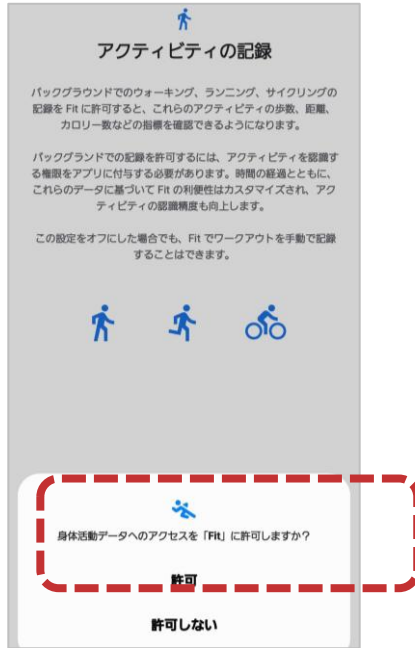 アクティビティの記録
バックグラウンドでのウォーキング、ランニング、サイクリングの
記録を Fit に許可すると、これらのアクティビティの歩数、距離、
カロリー数などの指標を確認できるようになります。
バックグランドでの記録を許可するには、アクティビティを認識す
る権限をアプリに付与する必要があります。時間の経過とともに、
これらのデータに基づいて Fit の利便性はカスタマイズされ、アク
ティビティの認識精度も向上します。
この設定をオフにした場合でも、Fit でワークアウトを手動で記録
することはできます。
身体活動データへのアクセスを「Fit」に許可しますか？
許可
許可しない